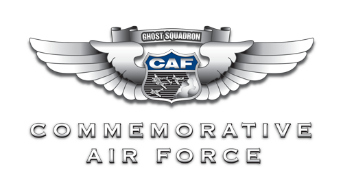 GHOST SQUADRON
CAF
COMMEMORATIVE
AIR FORCE